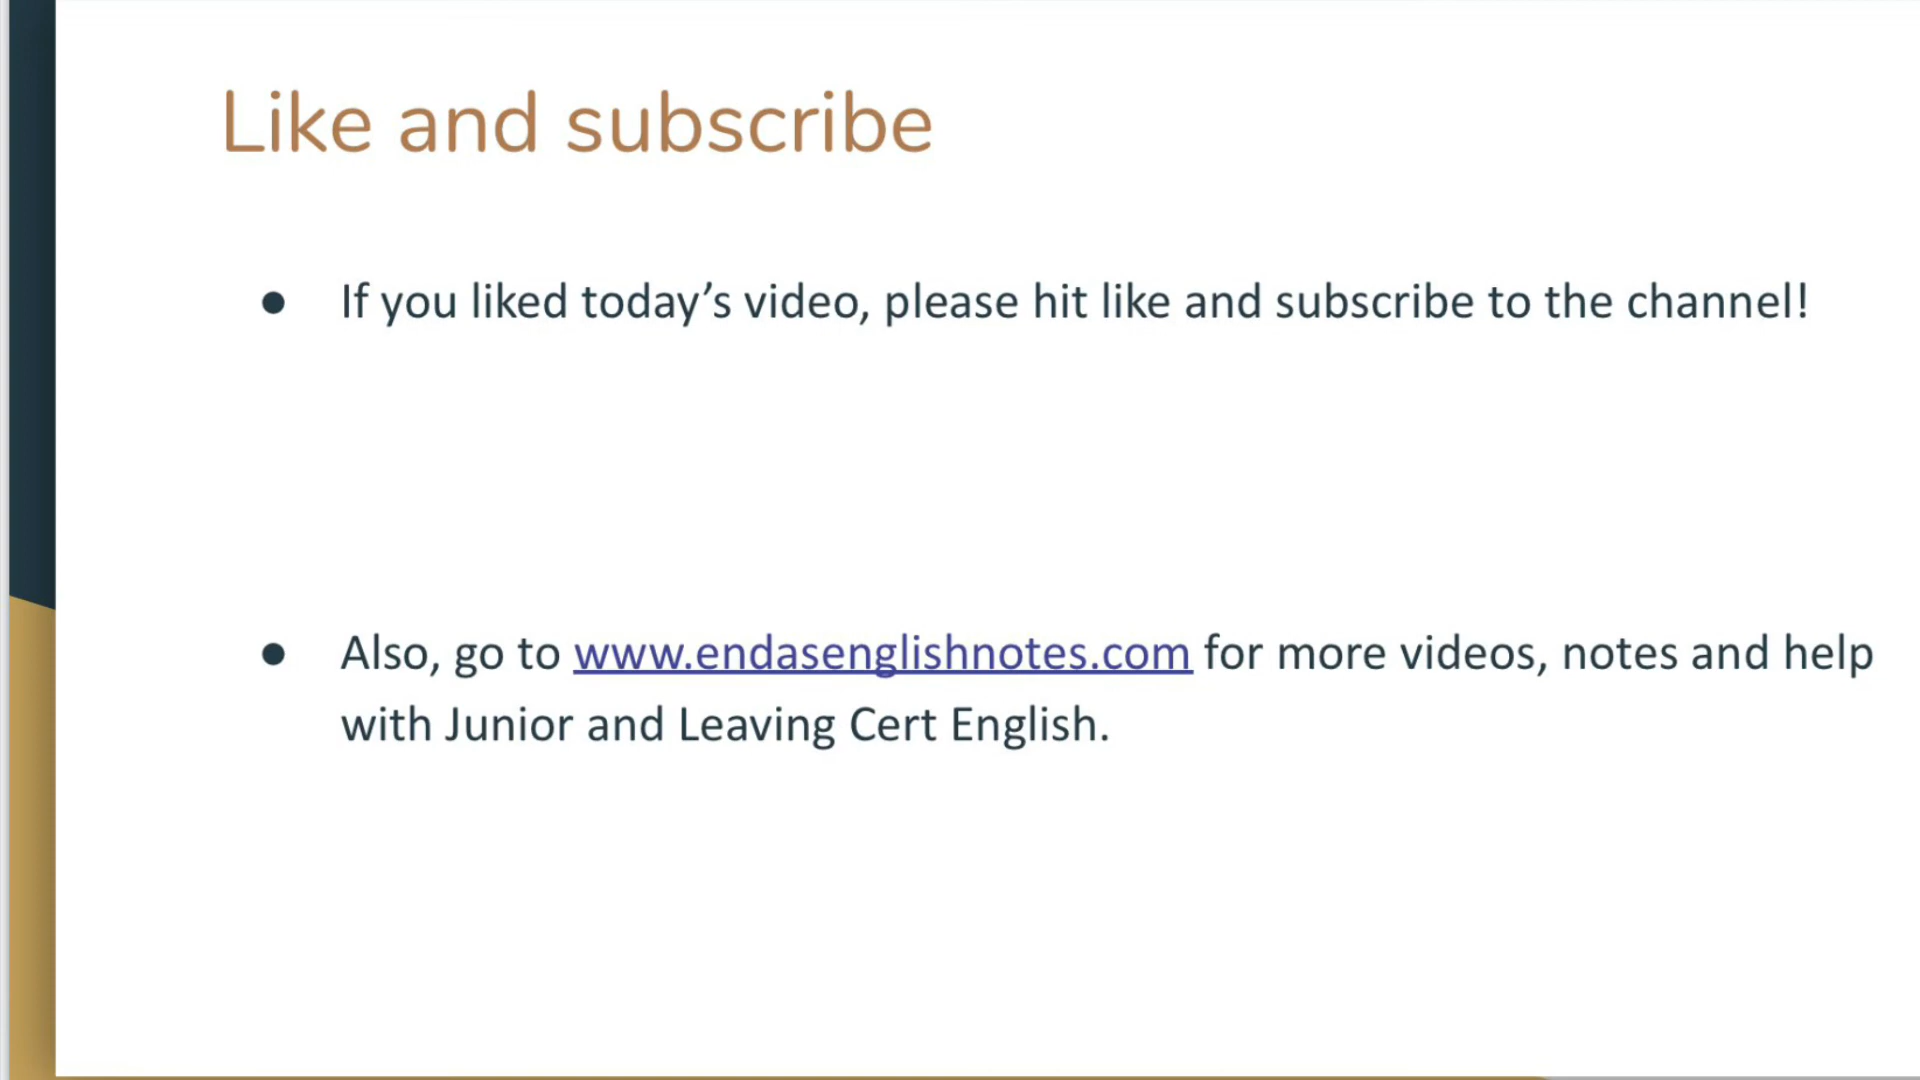 Like and subscribe
● If you liked today’s video, please hit like and subscribe to the channel!
● Also, go to www.endasenglishnotes.com for more videos, notes and help
with Junior and Leaving Cert English.